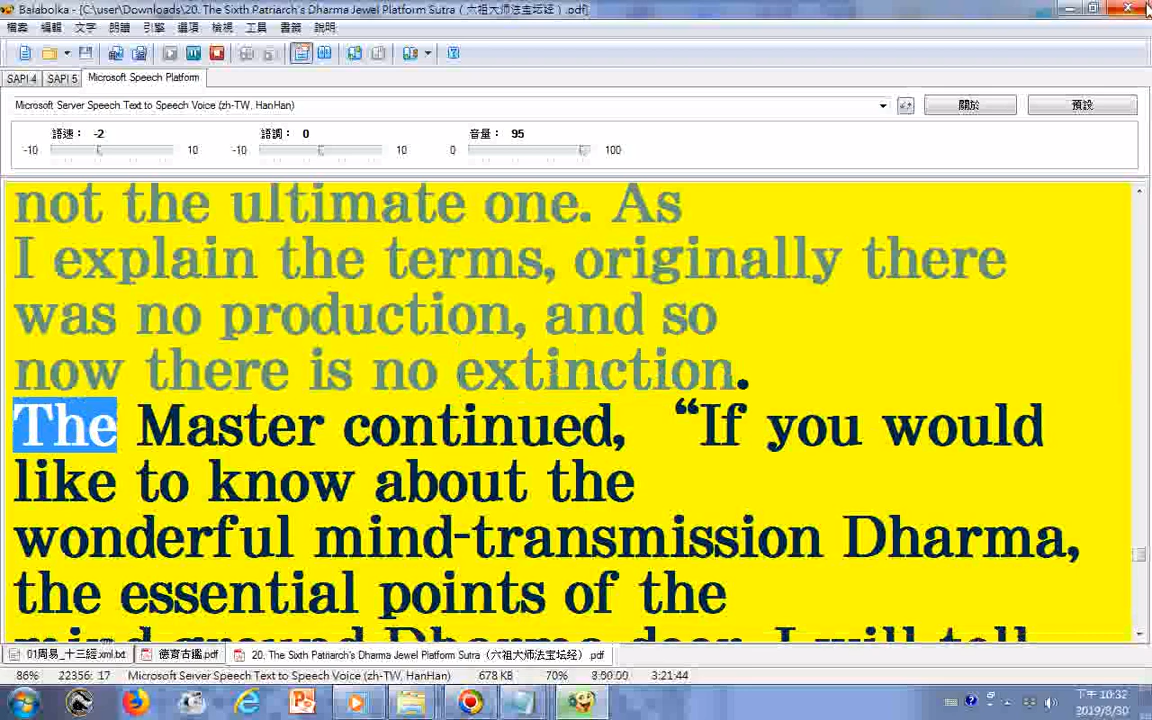 Balabolka - [C:\user\Downloads\20. The Sixth Patriarch's Dharma Jewel Platform Sutra（六祖大师法宝坛经）.pdf]
檔案 編輯 文字 朗讀 引擎 選項 檢視 工具 書籤 說明
SAPI 4 SAPI 5 Microsoft Speech Platform
Microsoft Server Speech Text to Speech Voice (zh-TW, HanHan) 關於 預設
語速： -2 語調： 0 音量： 95
-10 10 -10 10 0 100
not the ultimate one. As
I explain the terms, originally there
was no production, and so
now there is no extinction.
The Master continued, “If you would
like to know about the
wonderful mind-transmission Dharma,
the essential points of the
mind-ground Dharma door, I will tell
01周易_十三經.xml.txt 德育古鑑.pdf 20. The Sixth Patriarch's Dharma Jewel Platform Sutra（六祖大师法宝坛经）.pdf
86% 22356: 17 Microsoft Server Speech Text to Speech Voice (zh-TW, HanHan) 678 KB 70% 8:00:00 3:21:44
下午 10:32
2019/8/30